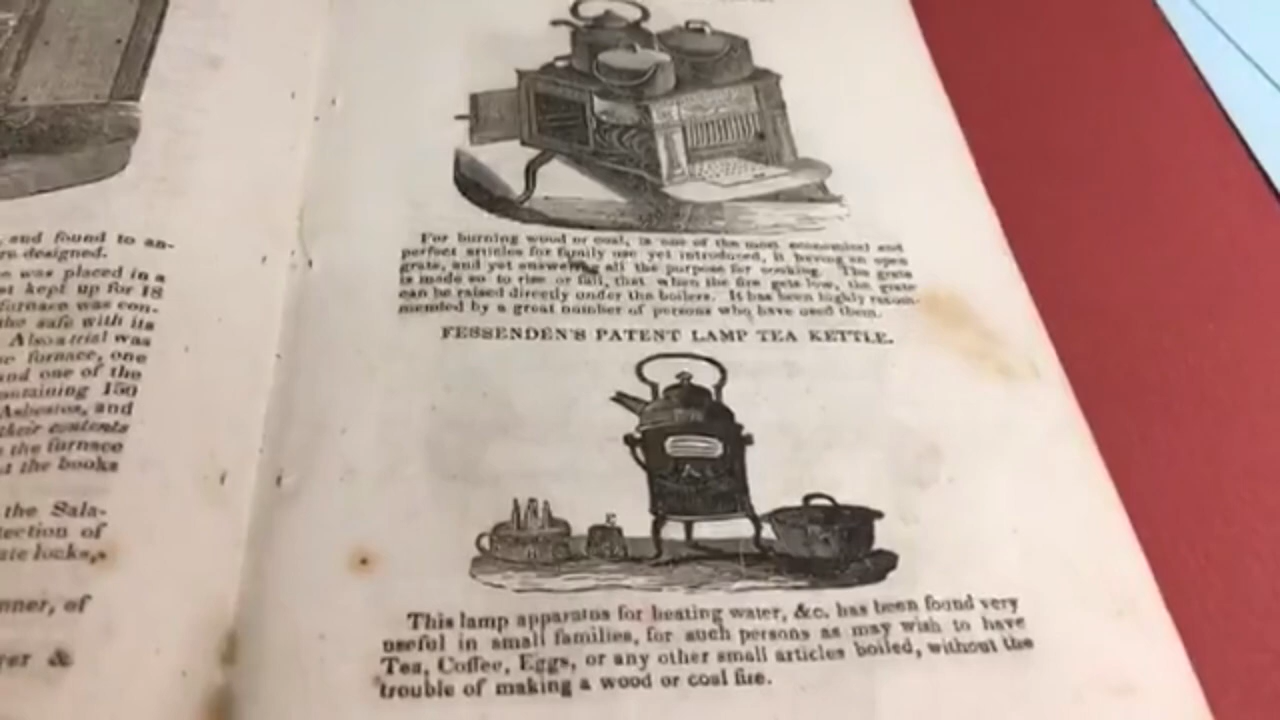 and found to an-
re designed.
was placed in a
kept up for 18
furnace was con-
the safe with its
Also a trial was
furnace, one
and one of the
containing 150
Asbestos, and
their contents
the furnace
the books
the Sala-
tection of
ate locks,
nner, of
&
For burning wood or coal, is one of the most economical and
perfect articles for family use yet introduced, it having an open
grate, and yet answering all the purpose for cooking. The grate
is made so to rise or fall, that when the fire gets low, the grate
can be raised directly under the boilers. It has been highly recom-
mended by a great number of persons who have used them.
FESSENDEN'S PATENT LAMP TEA KETTLE.
This lamp apparatus for heating water, &c. has been found very
useful in small families, for such persons as may wish to have
Tea, Coffee, Eggs, or any other small articles boiled, without the
trouble of making a wood or coal fire.